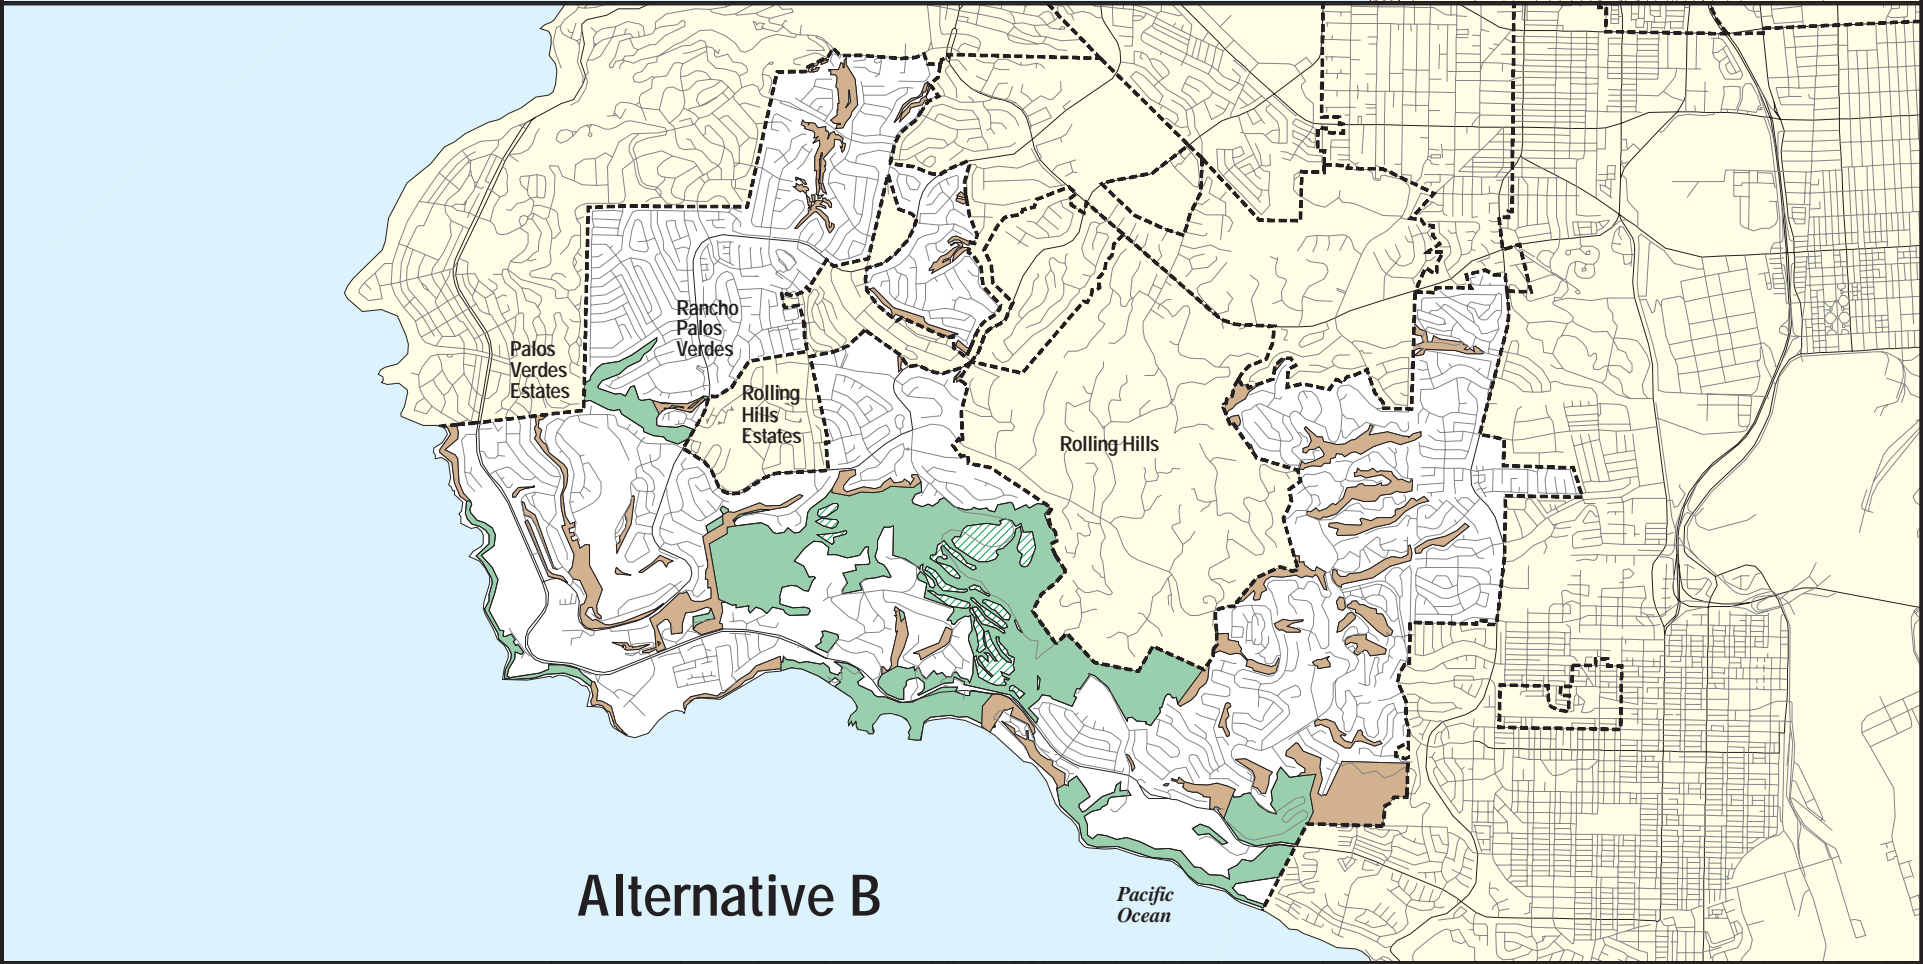 Rancho
Palos
Verdes
Palos
Verdes
Estates
Rolling
Hills
Estates
Rolling Hills
Alternative B
Pacific
Ocean